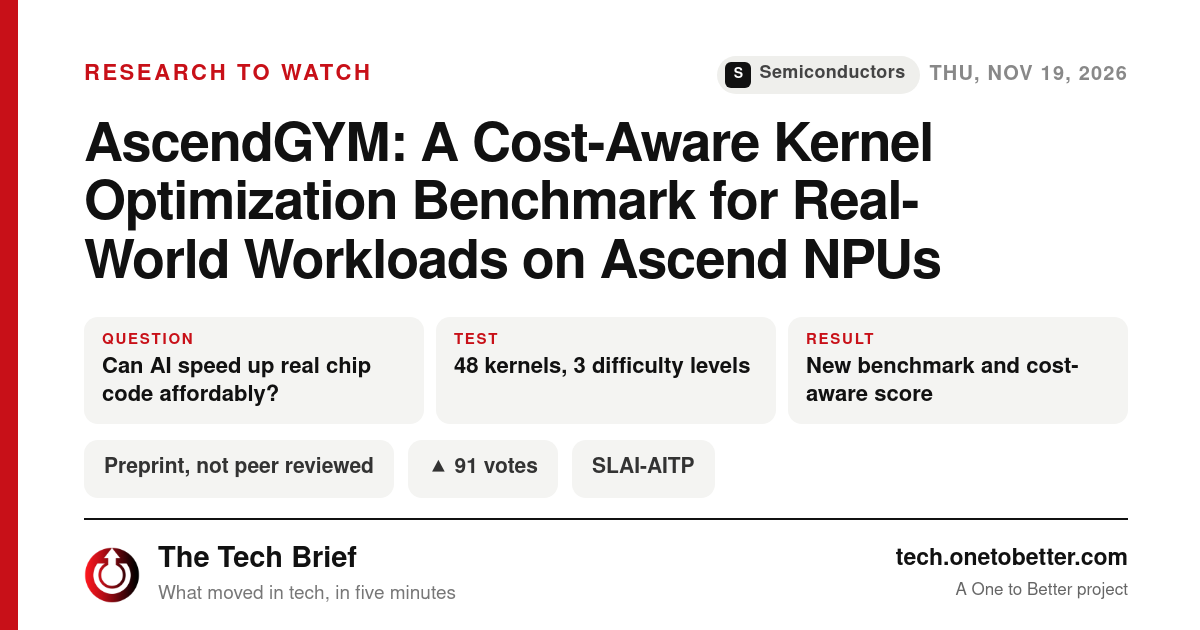 RESEARCH TO WATCH
S Semiconductors
THU, NOV 19, 2026
AscendGYM: A Cost-Aware Kernel
Optimization Benchmark for Real-
World Workloads on Ascend NPUs
QUESTION
Can AI speed up real chip
code affordably?
TEST
48 kernels, 3 difficulty levels
RESULT
New benchmark and cost-
aware score
Preprint, not peer reviewed
▲ 91 votes
SLAI-AITP
The Tech Brief
What moved in tech, in five minutes
tech.onetobetter.com
A One to Better project